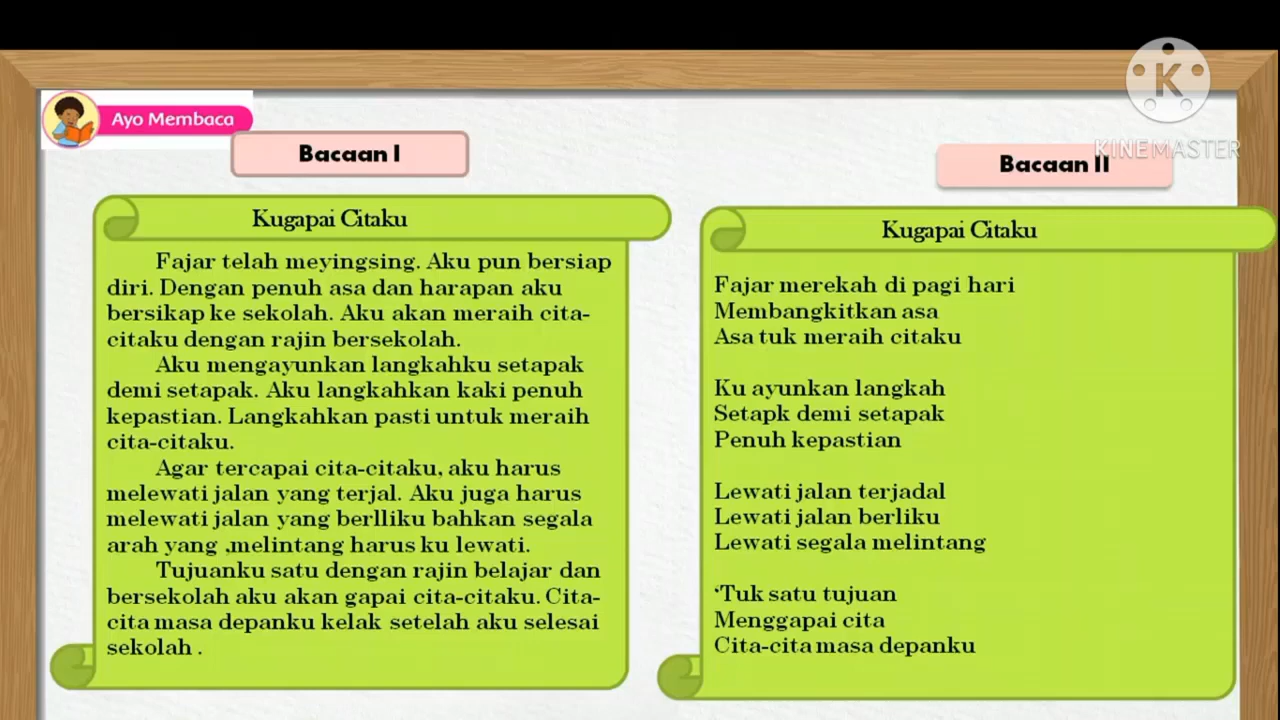 Ayo Membaca
Bacaan I
Kugapai Citaku
Fajar telah meyingsing. Aku pun bersiap
diri. Dengan penuh asa dan harapan aku
bersikap ke sekolah. Aku akan meraih cita-
citaku dengan rajin bersekolah.
Aku mengayunkan langkahku setapak
demi setapak. Aku langkahkan kaki penuh
kepastian. Langkahkan pasti untuk meraih
cita-citaku.
Agar tercapai cita-citaku, aku harus
melewati jalan yang terjal. Aku juga harus
melewati jalan yang berlliku bahkan segala
arah yang ,melintang harus ku lewati.
Tujuanku satu dengan rajin belajar dan
bersekolah aku akan gapai cita-citaku. Cita-
cita masa depanku kelak setelah aku selesai
sekolah .
K
KINEMASTER
Bacaan II
Kugapai Citaku
Fajar merekah di pagi hari
Membangkitkan asa
Asa tuk meraih citaku
Ku ayunkan langkah
Setapk demi setapak
Penuh kepastian
Lewati jalan terjadal
Lewati jalan berliku
Lewati segala melintang
‘Tuk satu tujuan
Menggapai cita
Cita-cita masa depanku